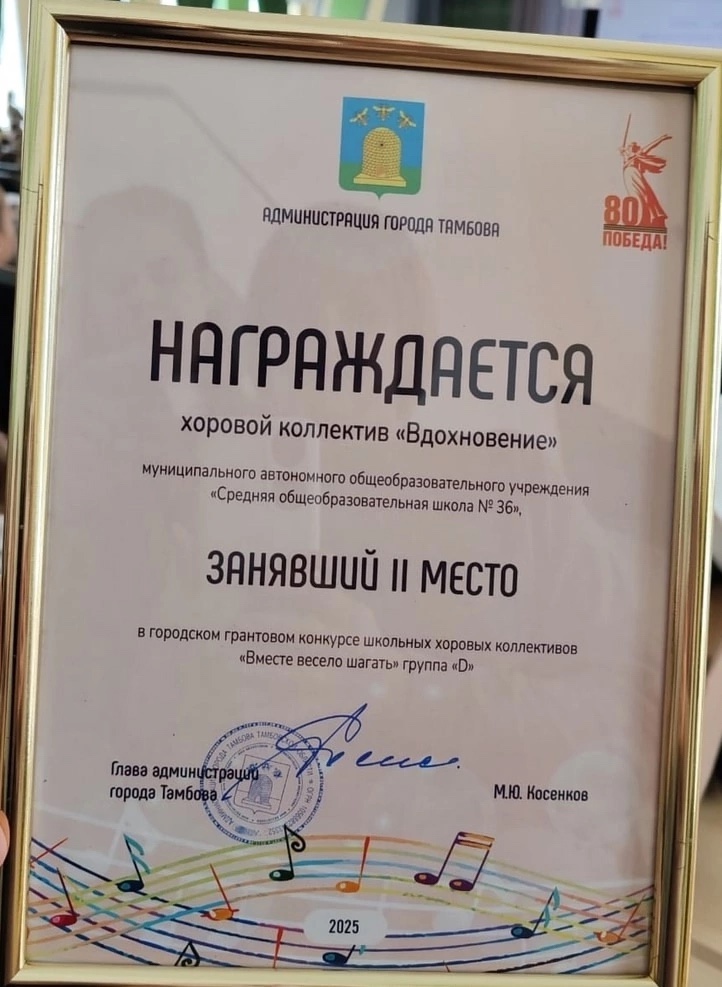 АДМИНИСТРАЦИЯ ГОРОДА ТАМБОВА
80
ПОБЕДА!
НАГРАЖДАЕТСЯ
хоровой коллектив «Вдохновение»
муниципального автономного общеобразовательного учреждения
«Средняя общеобразовательная школа № 36»,
ЗАНЯВШИЙ II МЕСТО
в городском грантовом конкурсе школьных хоровых коллективов
«Вместе весело шагать» группа «D»
Глава администрации
города Тамбова
М.Ю. Косенков
2025